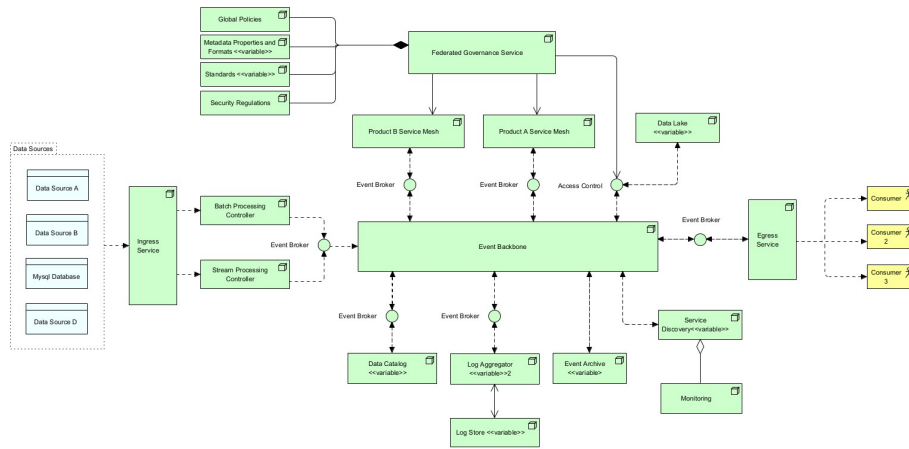 Global Policies
Metadata Properties and
Formats <<variable>>
Standards <<variable>>
Security Regulations
Federated Governance Service
Product B Service Mesh
Product A Service Mesh
Data Lake
<<variable>>
Event Broker
Event Broker
Access Control
Data Sources
Data Source A
Data Source B
Mysql Database
Data Source D
Ingress
Service
Batch Processing
Controller
Stream Processing
Controller
Event Broker
Event Backbone
Event Broker
Egress
Service
Consumer
Consumer
2
Consumer
3
Event Broker
Event Broker
Data Catalog
<<variable>>
Log Aggregator
<<variable>>2
Event Archive
<<variable>
Service
Discovery<<variable>>
Monitoring
Log Store <<variable>>